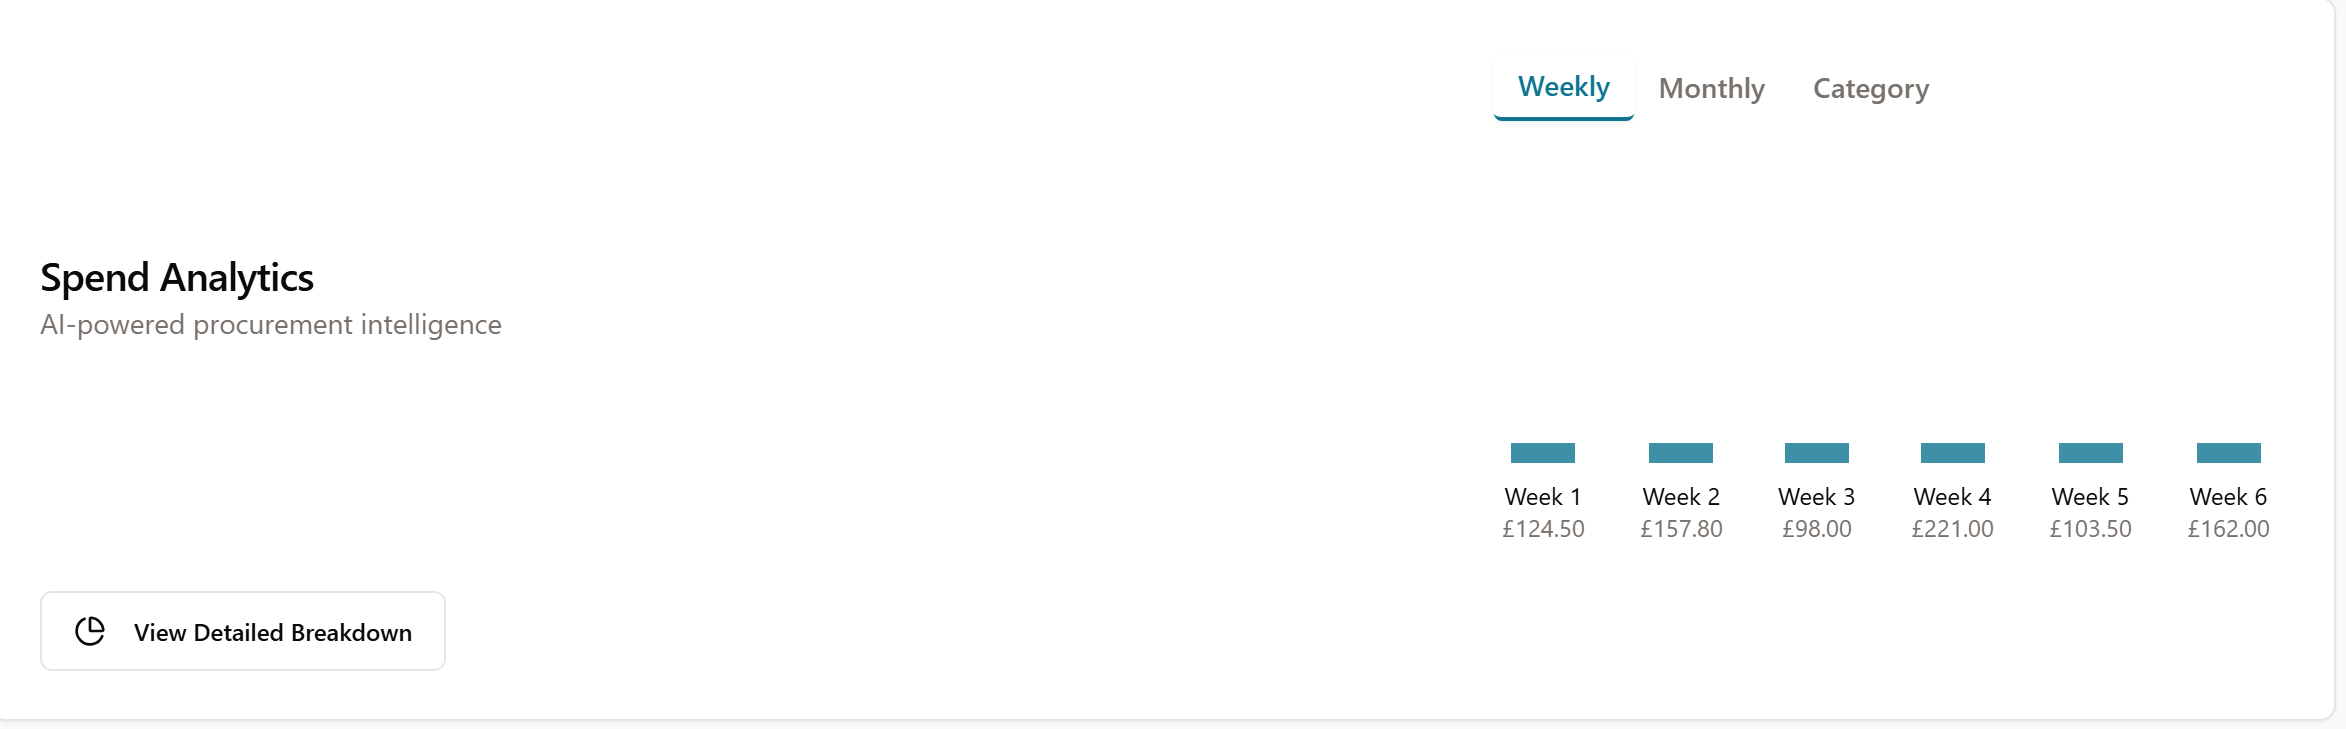 Weekly Monthly Category
Spend Analytics
AI-powered procurement intelligence
Week 1 Week 2 Week 3 Week 4 Week 5 Week 6
£124.50 £157.80 £98.00 £221.00 £103.50 £162.00
View Detailed Breakdown